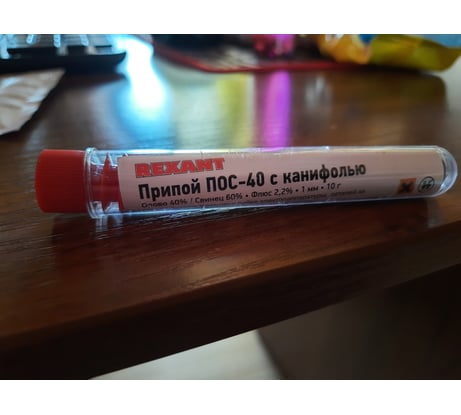 REXANT
Припой ПОС-40 с канифолью
Олово 40% / Свинец 60% • Флюс 2,2% • 1 мм • 10 г